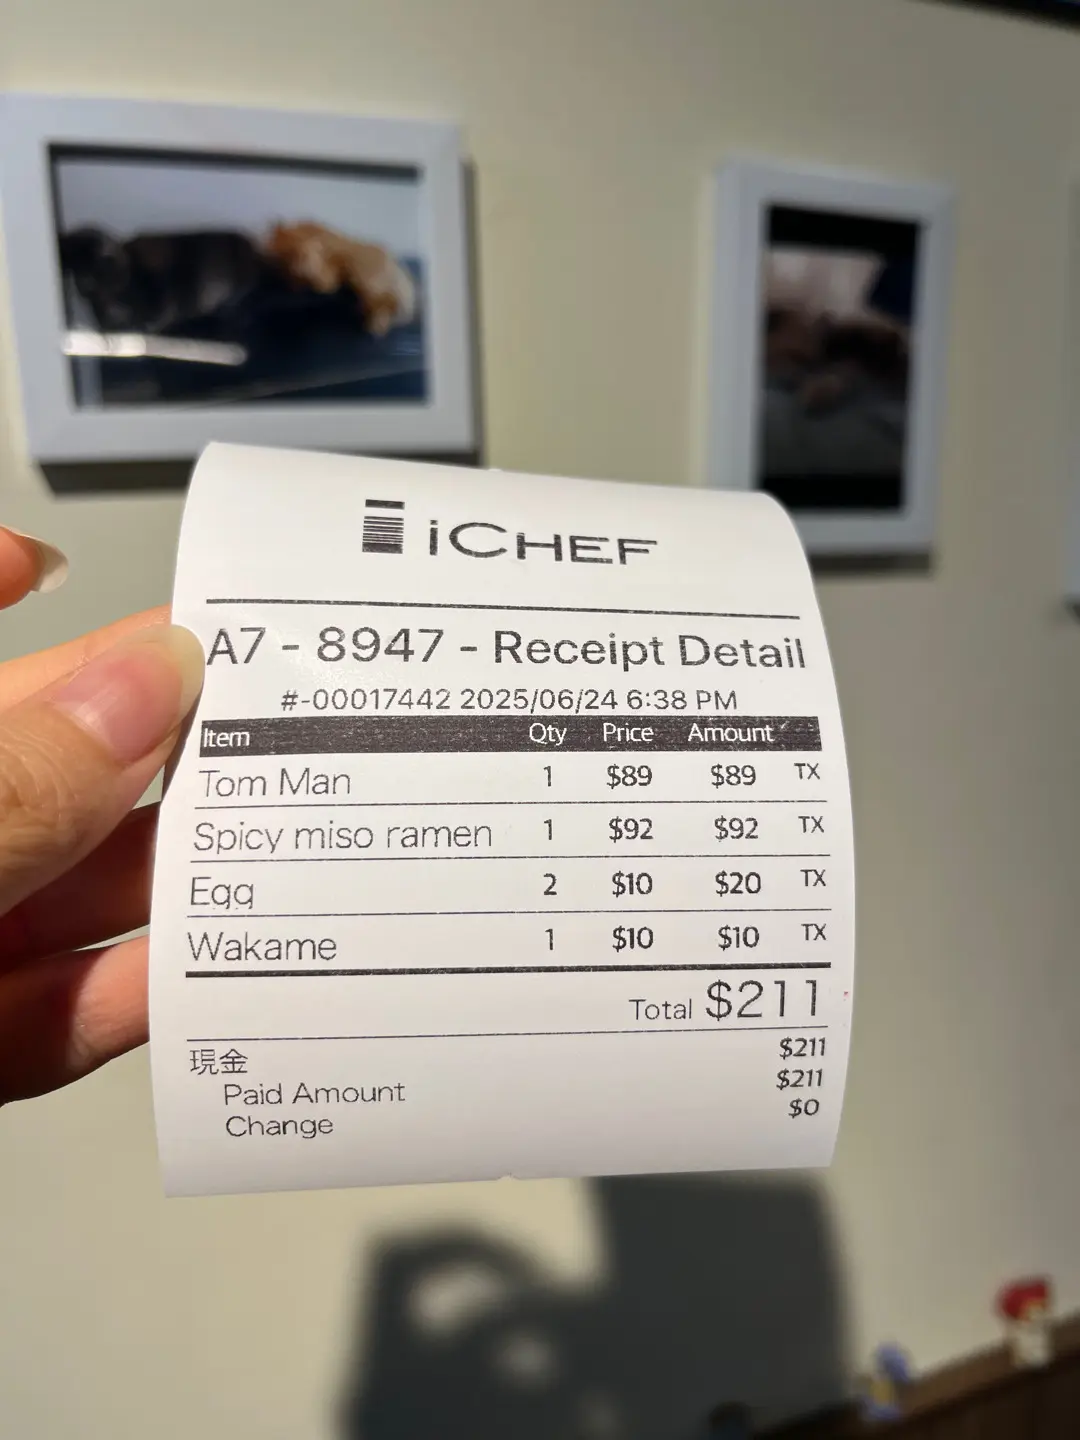 iCHEF
A7 - 8947 - Receipt Detail
#-00017442 2025/06/24 6:38 PM
Item Qty Price Amount
Tom Man 1 $89 $89 TX
Spicy miso ramen 1 $92 $92 TX
Egg 2 $10 $20 TX
Wakame 1 $10 $10 TX
Total $211
現金 $211
Paid Amount $211
Change $0